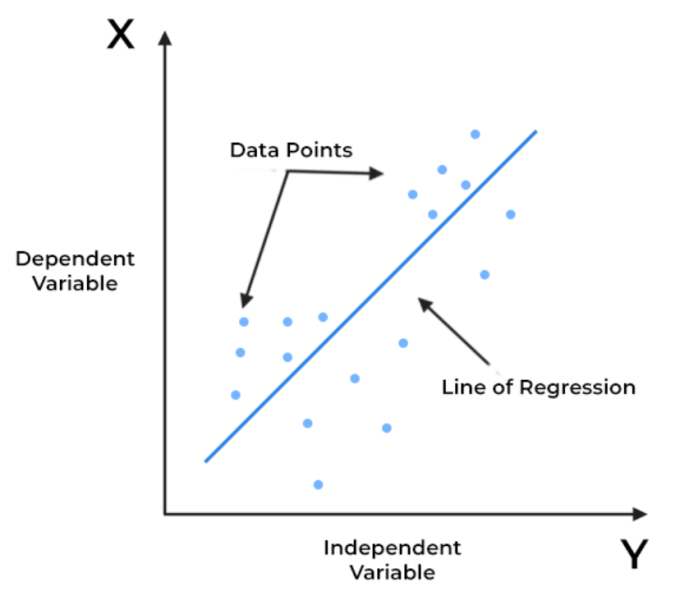 X
Data Points
Dependent
Variable
Line of Regression
Independent
Variable
Y